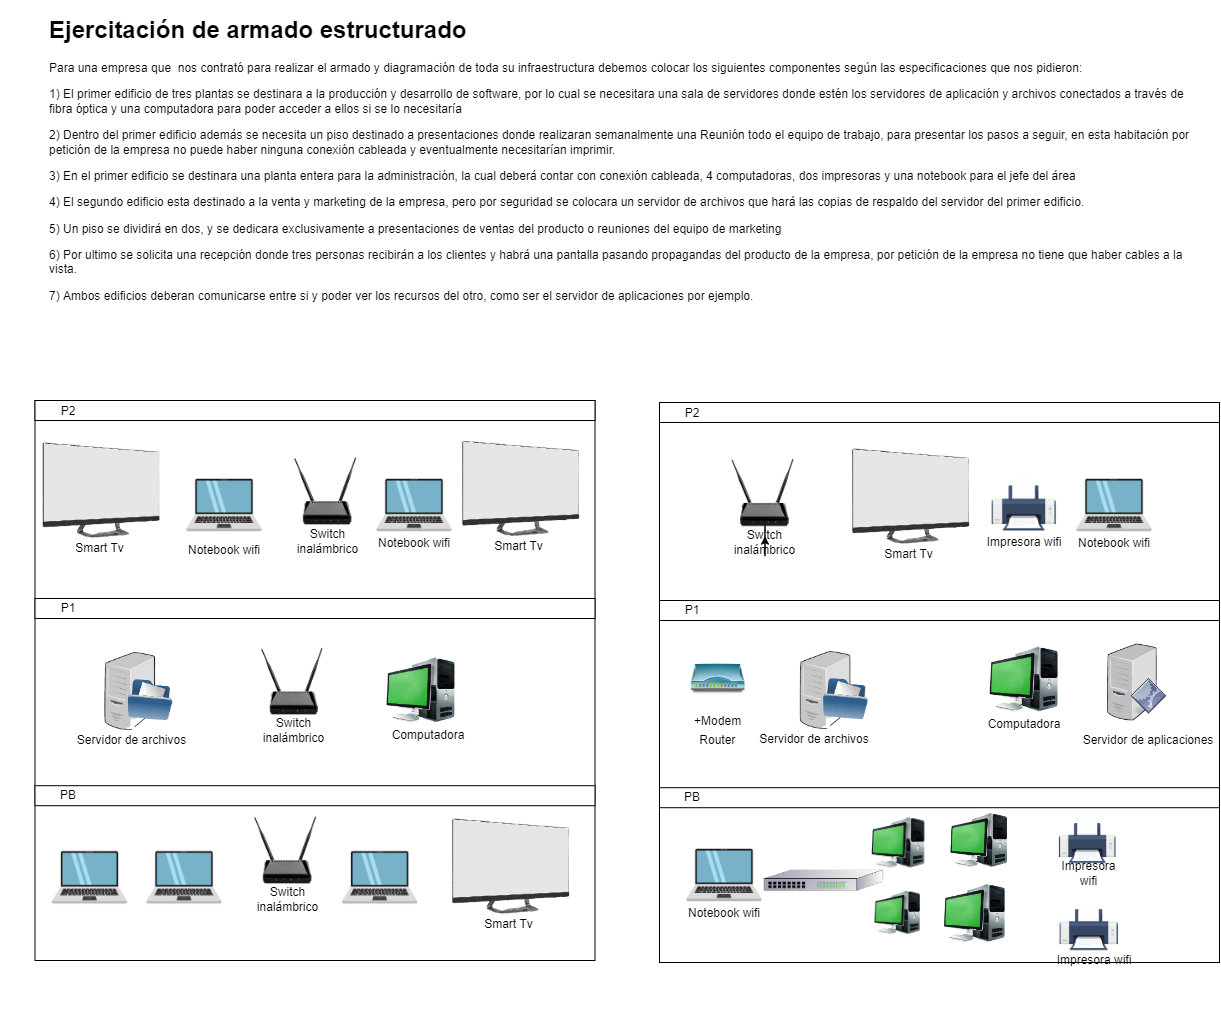 Ejercitación de armado estructurado
Para una empresa que  nos contrató para realizar el armado y diagramación de toda su infraestructura debemos colocar los siguientes componentes según las especificaciones que nos pidieron:
1) El primer edificio de tres plantas se destinara a la producción y desarrollo de software, por lo cual se necesitara una sala de servidores donde estén los servidores de aplicación y archivos conectados a través de
fibra óptica y una computadora para poder acceder a ellos si se lo necesitaría
2) Dentro del primer edificio además se necesita un piso destinado a presentaciones donde realizaran semanalmente una Reunión todo el equipo de trabajo, para presentar los pasos a seguir, en esta habitación por
petición de la empresa no puede haber ninguna conexión cableada y eventualmente necesitarían imprimir.
3) En el primer edificio se destinara una planta entera para la administración, la cual deberá contar con conexión cableada, 4 computadoras, dos impresoras y una notebook para el jefe del área
4) El segundo edificio esta destinado a la venta y marketing de la empresa, pero por seguridad se colocara un servidor de archivos que hará las copias de respaldo del servidor del primer edificio.
5) Un piso se dividirá en dos, y se dedicara exclusivamente a presentaciones de ventas del producto o reuniones del equipo de marketing
6) Por ultimo se solicita una recepción donde tres personas recibirán a los clientes y habrá una pantalla pasando propagandas del producto de la empresa, por petición de la empresa no tiene que haber cables a la
vista.
7) Ambos edificios deberan comunicarse entre si y poder ver los recursos del otro, como ser el servidor de aplicaciones por ejemplo.
P2
Smart Tv
Notebook wifi
Switch
inalámbrico
Notebook wifi
Smart Tv
P1
Servidor de archivos
Switch
inalámbrico
Computadora
PB
Switch
inalámbrico
Smart Tv
P2
Switch
inalámbrico
Smart Tv
Impresora wifi
Notebook wifi
P1
+Modem
Router
Servidor de archivos
Computadora
Servidor de aplicaciones
PB
Notebook wifi
Impresora
wifi
Impresora wifi